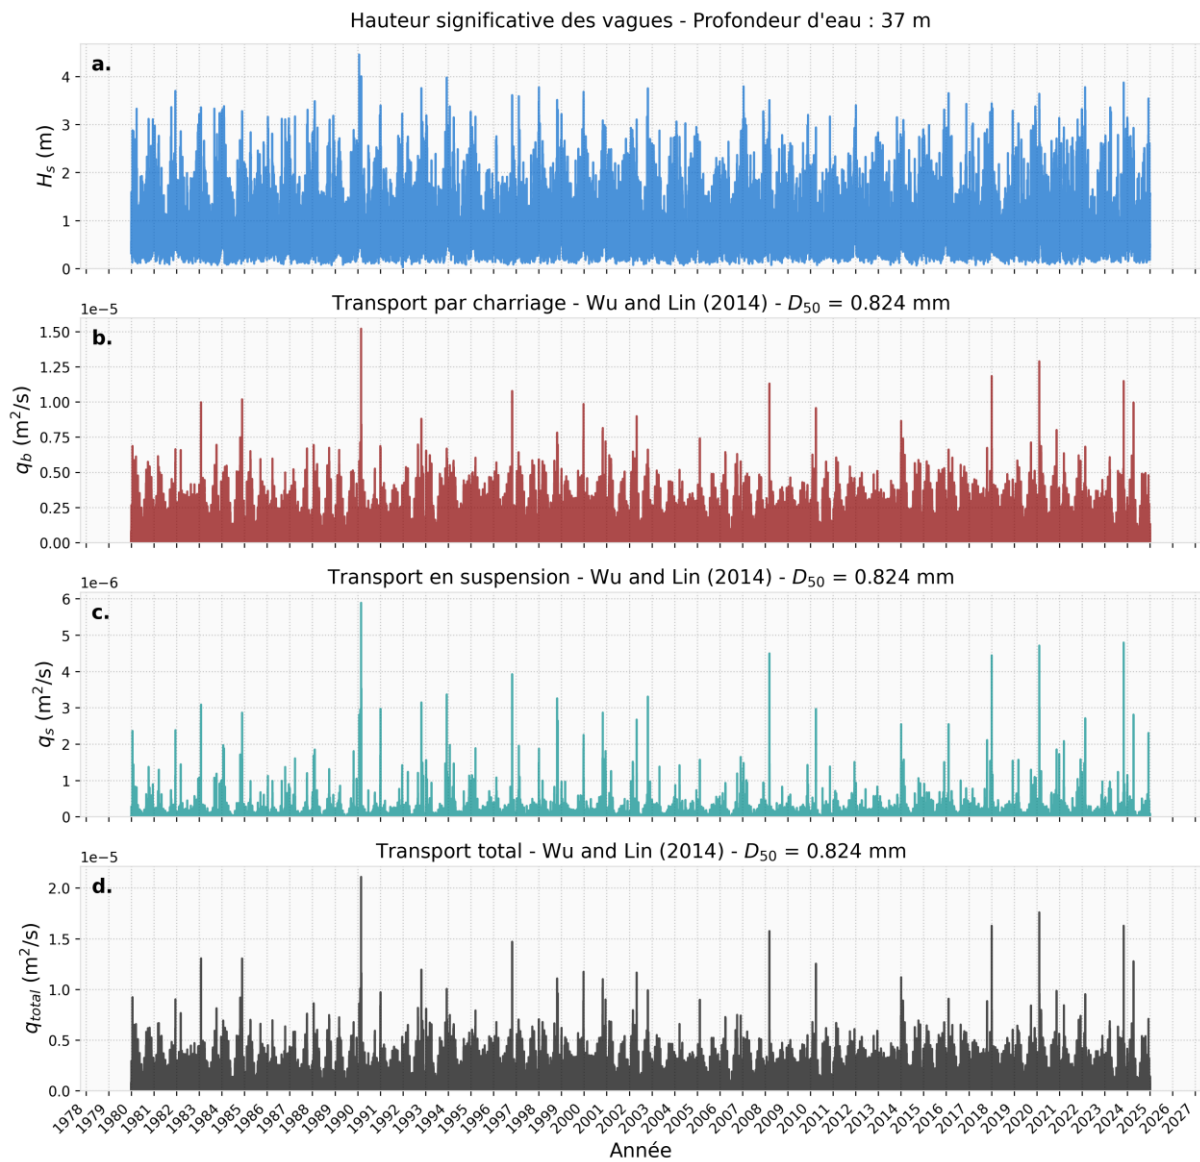 Hauteur significative des vagues - Profondeur d'eau : 37 m
a.
H_s (m)
4
3
2
1
0
1e−5
Transport par charriage - Wu and Lin (2014) - D_50 = 0.824 mm
b.
q_b (m²/s)
1.50
1.25
1.00
0.75
0.50
0.25
0.00
1e−6
Transport en suspension - Wu and Lin (2014) - D_50 = 0.824 mm
c.
q_s (m²/s)
6
5
4
3
2
1
0
1e−5
Transport total - Wu and Lin (2014) - D_50 = 0.824 mm
d.
q_total (m²/s)
2.0
1.5
1.0
0.5
0.0
1978 1979 1980 1981 1982 1983 1984 1985 1986 1987 1988 1989 1990 1991 1992 1993 1994 1995 1996 1997 1998 1999 2000 2001 2002 2003 2004 2005 2006 2007 2008 2009 2010 2011 2012 2013 2014 2015 2016 2017 2018 2019 2020 2021 2022 2023 2024 2025 2026 2027
Année